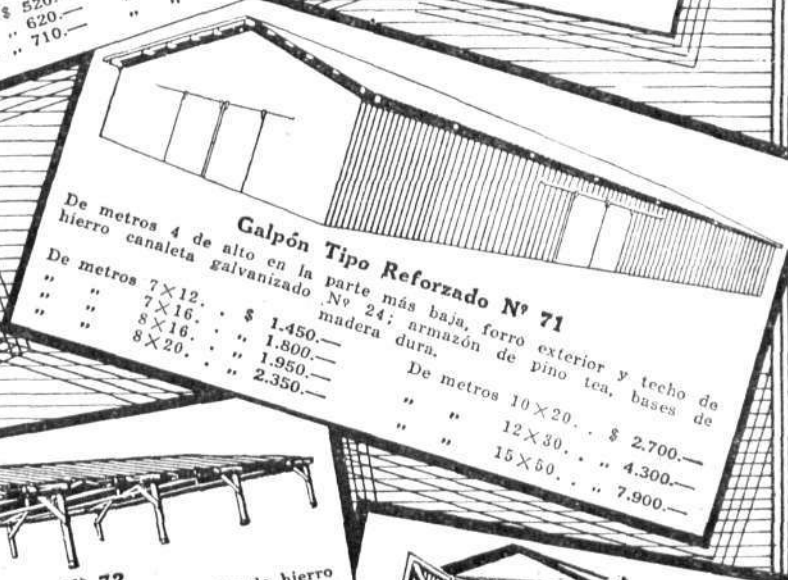 $ 520.
„ 620.— „ „
„ 710.—
Galpón Tipo Reforzado Nº 71
De metros 4 de alto en la parte más baja, forro exterior y techo de
hierro canaleta galvanizado Nº 24; armazón de pino tea, bases de
madera dura.
De metros 7×12. . $ 1.450.—
„ „ 7×16. . „ 1.800.—
„ „ 8×16. . „ 1.950.—
„ „ 8×20. . „ 2.350.—
De metros 10×20. . $ 2.700.—
„ „ 12×30. . „ 4.300.—
„ „ 15×50. . „ 7.900.—
72
hierro